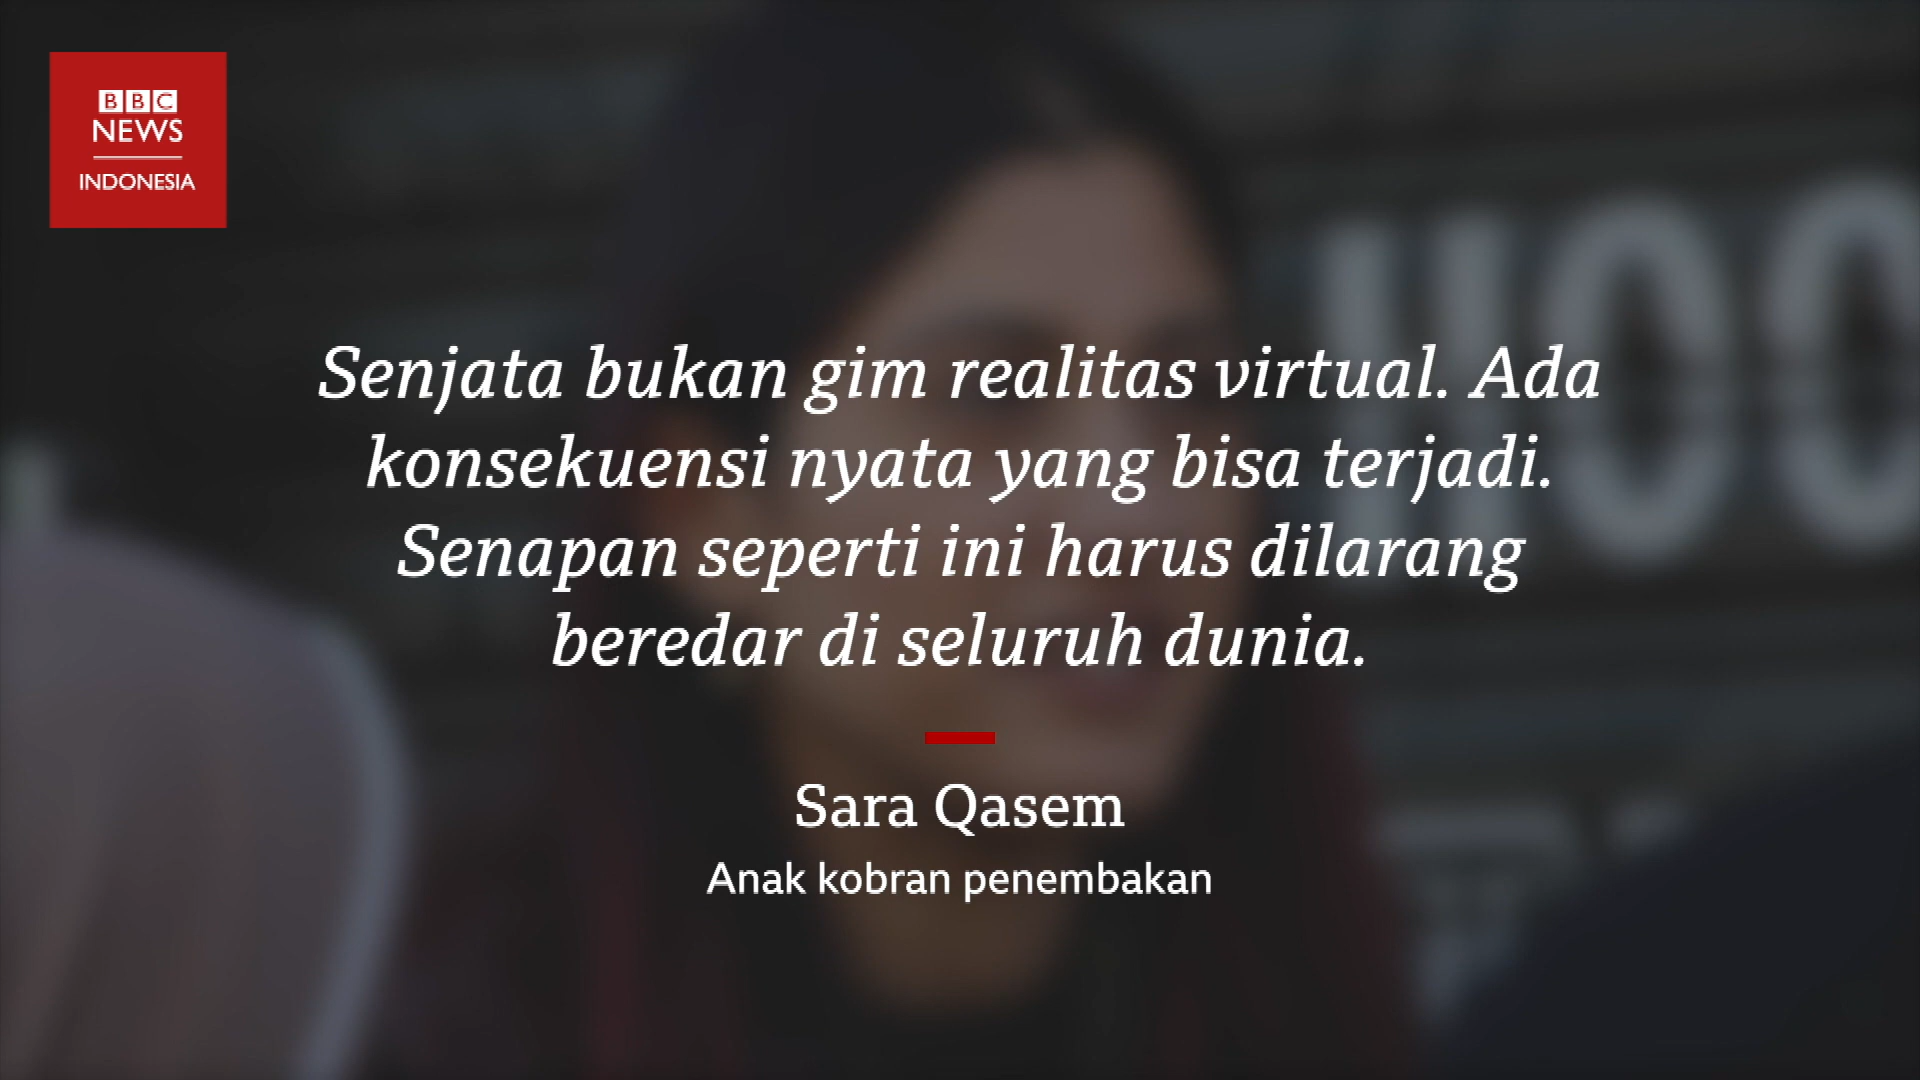 BBC
NEWS
INDONESIA
Senjata bukan gim realitas virtual. Ada
konsekuensi nyata yang bisa terjadi.
Senapan seperti ini harus dilarang
beredar di seluruh dunia.
Sara Qasem
Anak kobran penembakan